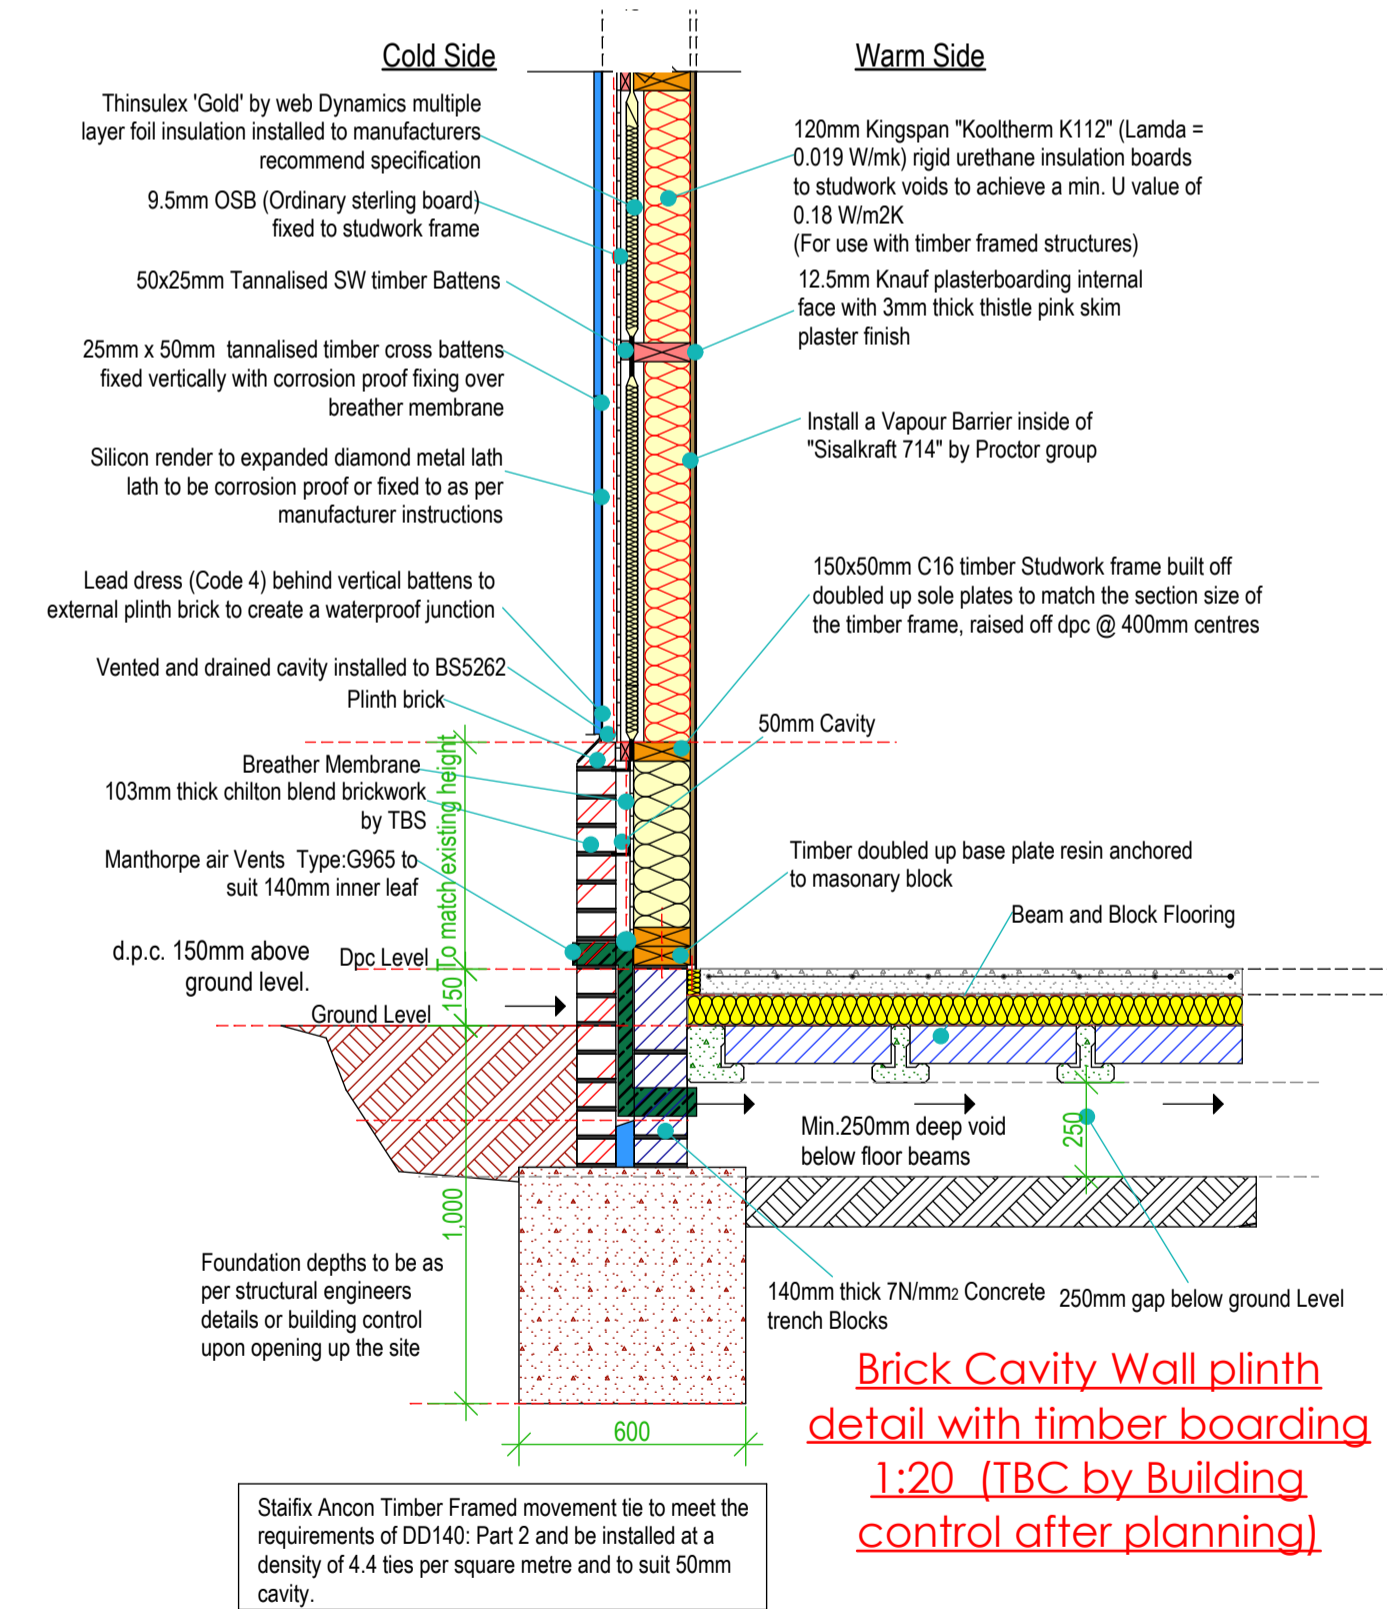 Cold Side
Warm Side
Thinsulex 'Gold' by web Dynamics multiple
layer foil insulation installed to manufacturers
recommend specification
9.5mm OSB (Ordinary sterling board)
fixed to studwork frame
50x25mm Tannalised SW timber Battens
25mm x 50mm  tannalised timber cross battens
fixed vertically with corrosion proof fixing over
breather membrane
Silicon render to expanded diamond metal lath
lath to be corrosion proof or fixed to as per
manufacturer instructions
Lead dress (Code 4) behind vertical battens to
external plinth brick to create a waterproof junction
Vented and drained cavity installed to BS5262
Plinth brick
Breather Membrane
103mm thick chilton blend brickwork
by TBS
Manthorpe air Vents  Type:G965 to
suit 140mm inner leaf
d.p.c. 150mm above
ground level.
Dpc Level
Ground Level
To match existing height
150
1,000
Foundation depths to be as
per structural engineers
details or building control
upon opening up the site
600
120mm Kingspan "Kooltherm K112" (Lamda =
0.019 W/mk) rigid urethane insulation boards
to studwork voids to achieve a min. U value of
0.18 W/m2K
(For use with timber framed structures)
12.5mm Knauf plasterboarding internal
face with 3mm thick thistle pink skim
plaster finish
Install a Vapour Barrier inside of
"Sisalkraft 714" by Proctor group
150x50mm C16 timber Studwork frame built off
doubled up sole plates to match the section size of
the timber frame, raised off dpc @ 400mm centres
50mm Cavity
Timber doubled up base plate resin anchored
to masonary block
Beam and Block Flooring
Min.250mm deep void
below floor beams
250
140mm thick 7N/mm2 Concrete
trench Blocks
250mm gap below ground Level
Brick Cavity Wall plinth
detail with timber boarding
1:20  (TBC by Building
control after planning)
Staifix Ancon Timber Framed movement tie to meet the
requirements of DD140: Part 2 and be installed at a
density of 4.4 ties per square metre and to suit 50mm
cavity.